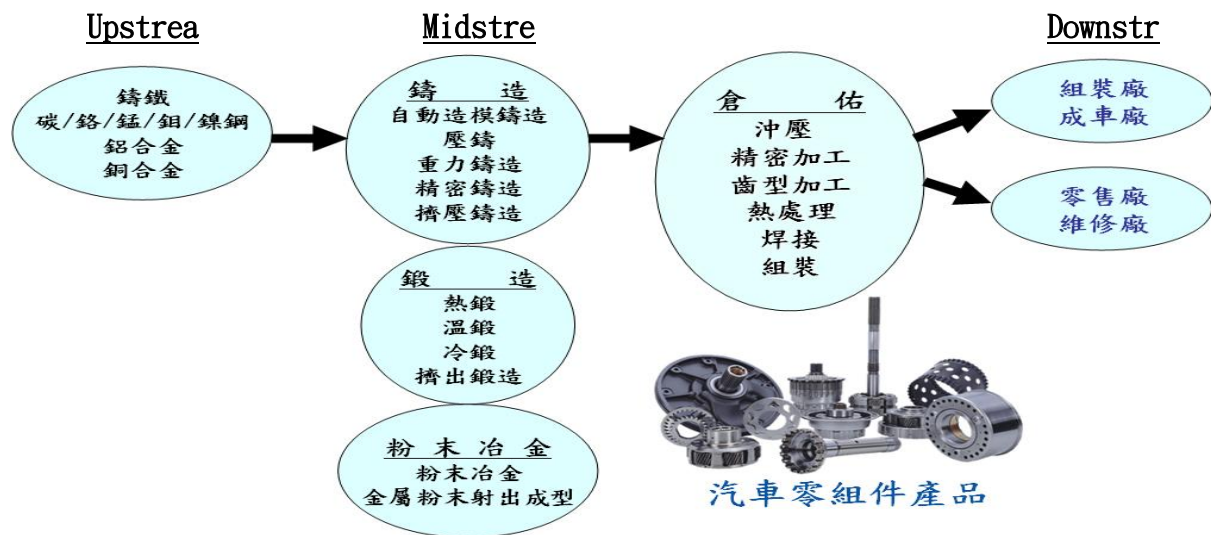 Upstrea
Midstre
Downstr
鑄鐵
碳/鉻/錳/鉬/鎳鋼
鋁合金
銅合金
鑄 造
自動造模鑄造
壓鑄
重力鑄造
精密鑄造
擠壓鑄造
鍛 造
熱鍛
溫鍛
冷鍛
擠出鍛造
粉 末 冶 金
粉末冶金
金屬粉末射出成型
倉 佑
沖壓
精密加工
齒型加工
熱處理
焊接
組裝
組裝廠
成車廠
零售廠
維修廠
汽車零組件產品